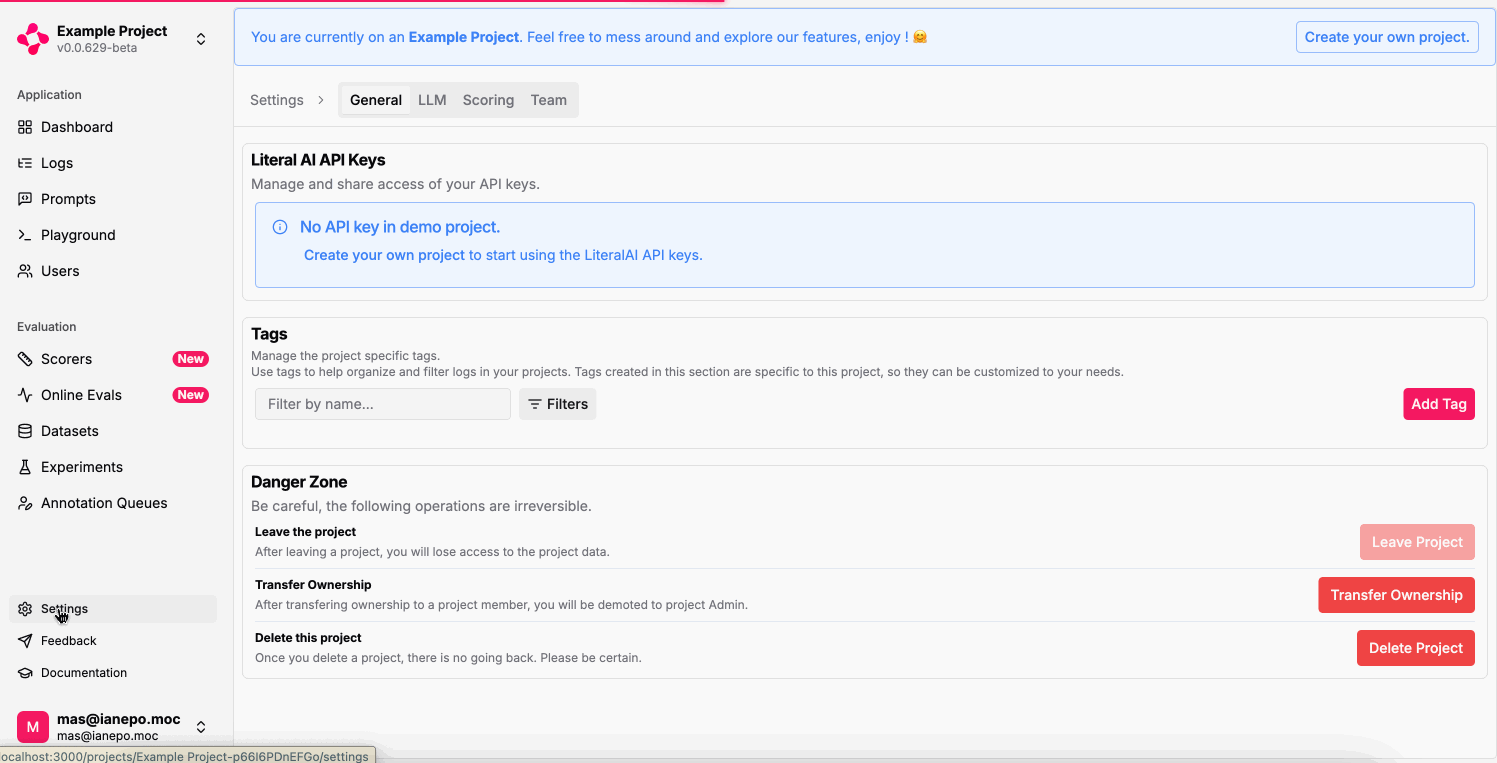 Example Project
v0.0.629-beta
Application
Dashboard
Logs
Prompts
Playground
Users
Evaluation
Scorers New
Online Evals New
Datasets
Experiments
Annotation Queues
Settings
Feedback
Documentation
M
mas@ianepo.moc
mas@ianepo.moc
localhost:3000/projects/Example Project-p66l6PDnEFGo/settings
You are currently on an Example Project. Feel free to mess around and explore our features, enjoy ! 🤗
Create your own project.
Settings > General LLM Scoring Team
Literal AI API Keys
Manage and share access of your API keys.
No API key in demo project.
Create your own project to start using the LiteralAI API keys.
Tags
Manage the project specific tags.
Use tags to help organize and filter logs in your projects. Tags created in this section are specific to this project, so they can be customized to your needs.
Filter by name... Filters Add Tag
Danger Zone
Be careful, the following operations are irreversible.
Leave the project
After leaving a project, you will lose access to the project data.
Leave Project
Transfer Ownership
After transfering ownership to a project member, you will be demoted to project Admin.
Transfer Ownership
Delete this project
Once you delete a project, there is no going back. Please be certain.
Delete Project